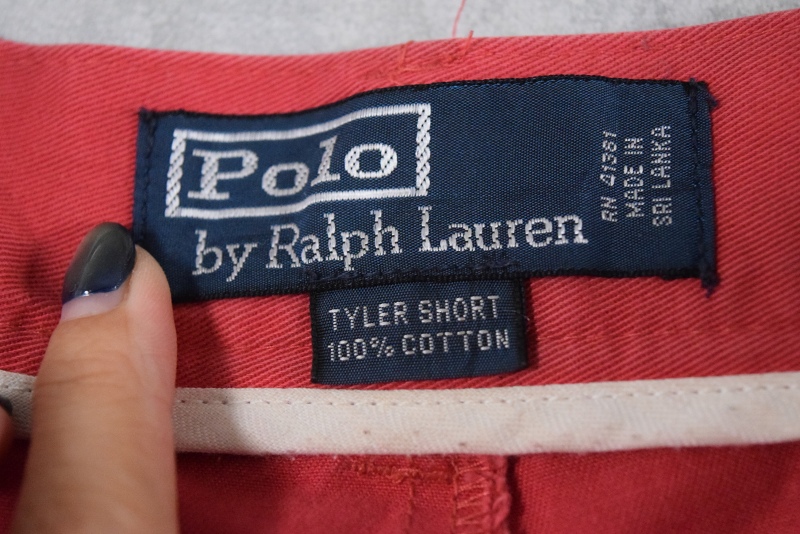 Polo
by Ralph Lauren
RN 41381
MADE IN
SRI LANKA
TYLER SHORT
100% COTTON